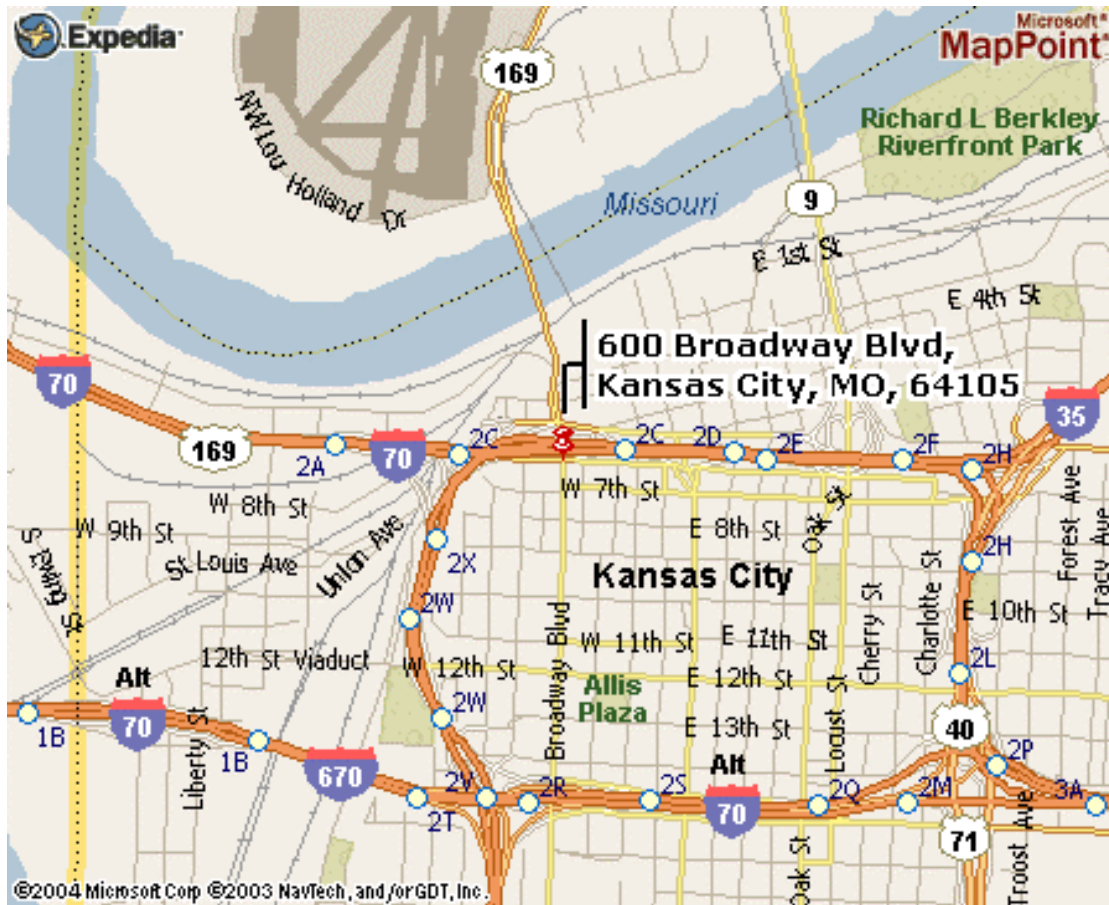 Expedia
Microsoft®
MapPoint®
169
NW Lou Holland Dr
Richard L Berkley
Riverfront Park
Missouri
9
E 1st St
E 4th St
600 Broadway Blvd,
Kansas City, MO, 64105
70
35
169
2A
70
2C
2C
2D
2E
2F
2H
W 7th St
W 8th St
W 9th St
E 8th St
Oak St
St Louis Ave
Union Ave
2X
2H
Forest Ave
Tracy Ave
S Ewing St
Kansas City
2W
Broadway Blvd
W 11th St
E 11th St
Cherry St
Charlotte St
E 10th St
12th St Viaduct
W 12th St
E 12th St
2L
Alt
70
Allis
Plaza
2W
E 13th St
Locust St
40
1B
Liberty St
1B
670
2V
2R
2S
Alt
70
2Q
2M
2P
3A
2T
71
Oak St
Troost Ave
©2004 Microsoft Corp ©2003 NavTech, and/or GDT, Inc.